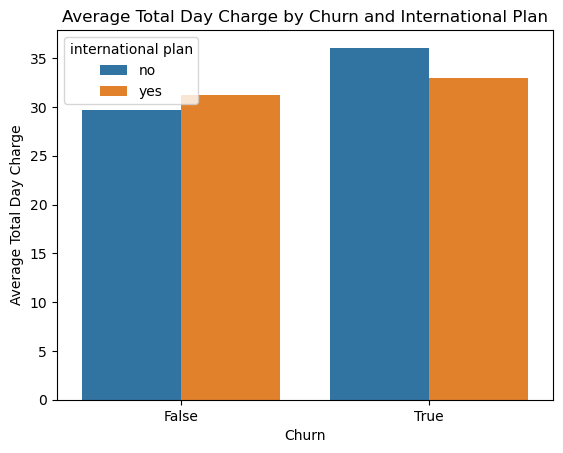 Average Total Day Charge by Churn and International Plan
international plan
no
yes
Average Total Day Charge
35
30
25
20
15
10
5
0
False
True
Churn